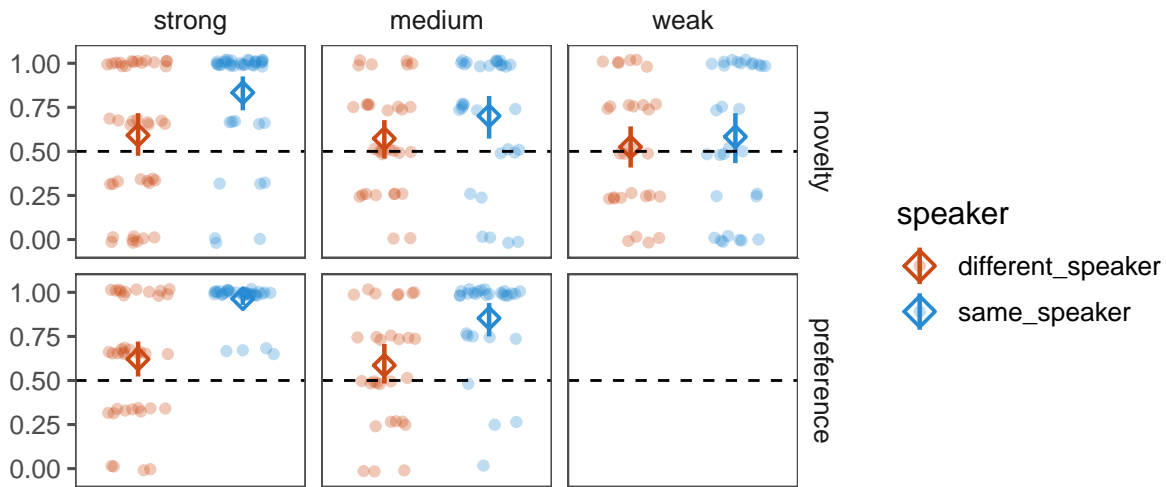 strong medium weak
1.00
0.75
0.50
0.25
0.00
novelty
1.00
0.75
0.50
0.25
0.00
preference
speaker
different_speaker
same_speaker